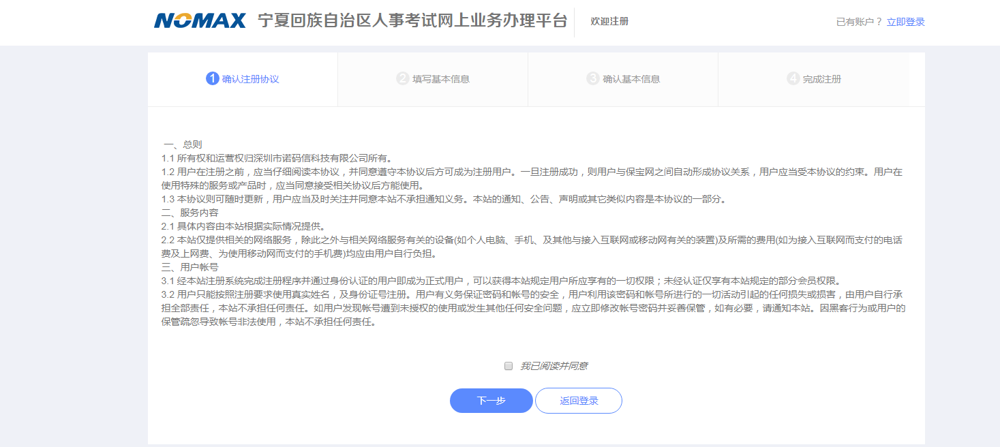 NOMAX 宁夏回族自治区人事考试网上业务办理平台 欢迎注册 已有账户？ 立即登录
1 确认注册协议 2 填写基本信息 3 确认基本信息 4 完成注册
一、总则
1.1 所有权和运营权归深圳市诺码信科技有限公司所有。
1.2 用户在注册之前，应当仔细阅读本协议，并同意遵守本协议后方可成为注册用户。一旦注册成功，则用户与保宝网之间自动形成协议关系，用户应当受本协议的约束。用户在
使用特殊的服务或产品时，应当同意接受相关协议后方能使用。
1.3 本协议则可随时更新，用户应当及时关注并同意本站不承担通知义务。本站的通知、公告、声明或其它类似内容是本协议的一部分。
二、服务内容
2.1 具体内容由本站根据实际情况提供。
2.2 本站仅提供相关的网络服务，除此之外与相关网络服务有关的设备(如个人电脑、手机、及其他与接入互联网或移动网有关的装置)及所需的费用(如为接入互联网而支付的电话
费及上网费、为使用移动网而支付的手机费)均应由用户自行负担。
三、用户帐号
3.1 经本站注册系统完成注册程序并通过身份认证的用户即成为正式用户，可以获得本站规定用户所应享有的一切权限；未经认证仅享有本站规定的部分会员权限。
3.2 用户只能按照注册要求使用真实姓名，及身份证号注册。用户有义务保证密码和帐号的安全，用户利用该密码和帐号所进行的一切活动引起的任何损失或损害，由用户自行承
担全部责任，本站不承担任何责任。如用户发现帐号遭到未授权的使用或发生其他任何安全问题，应立即修改帐号密码并妥善保管，如有必要，请通知本站。因黑客行为或用户的
保管疏忽导致帐号非法使用，本站不承担任何责任。
我已阅读并同意
下一步 返回登录